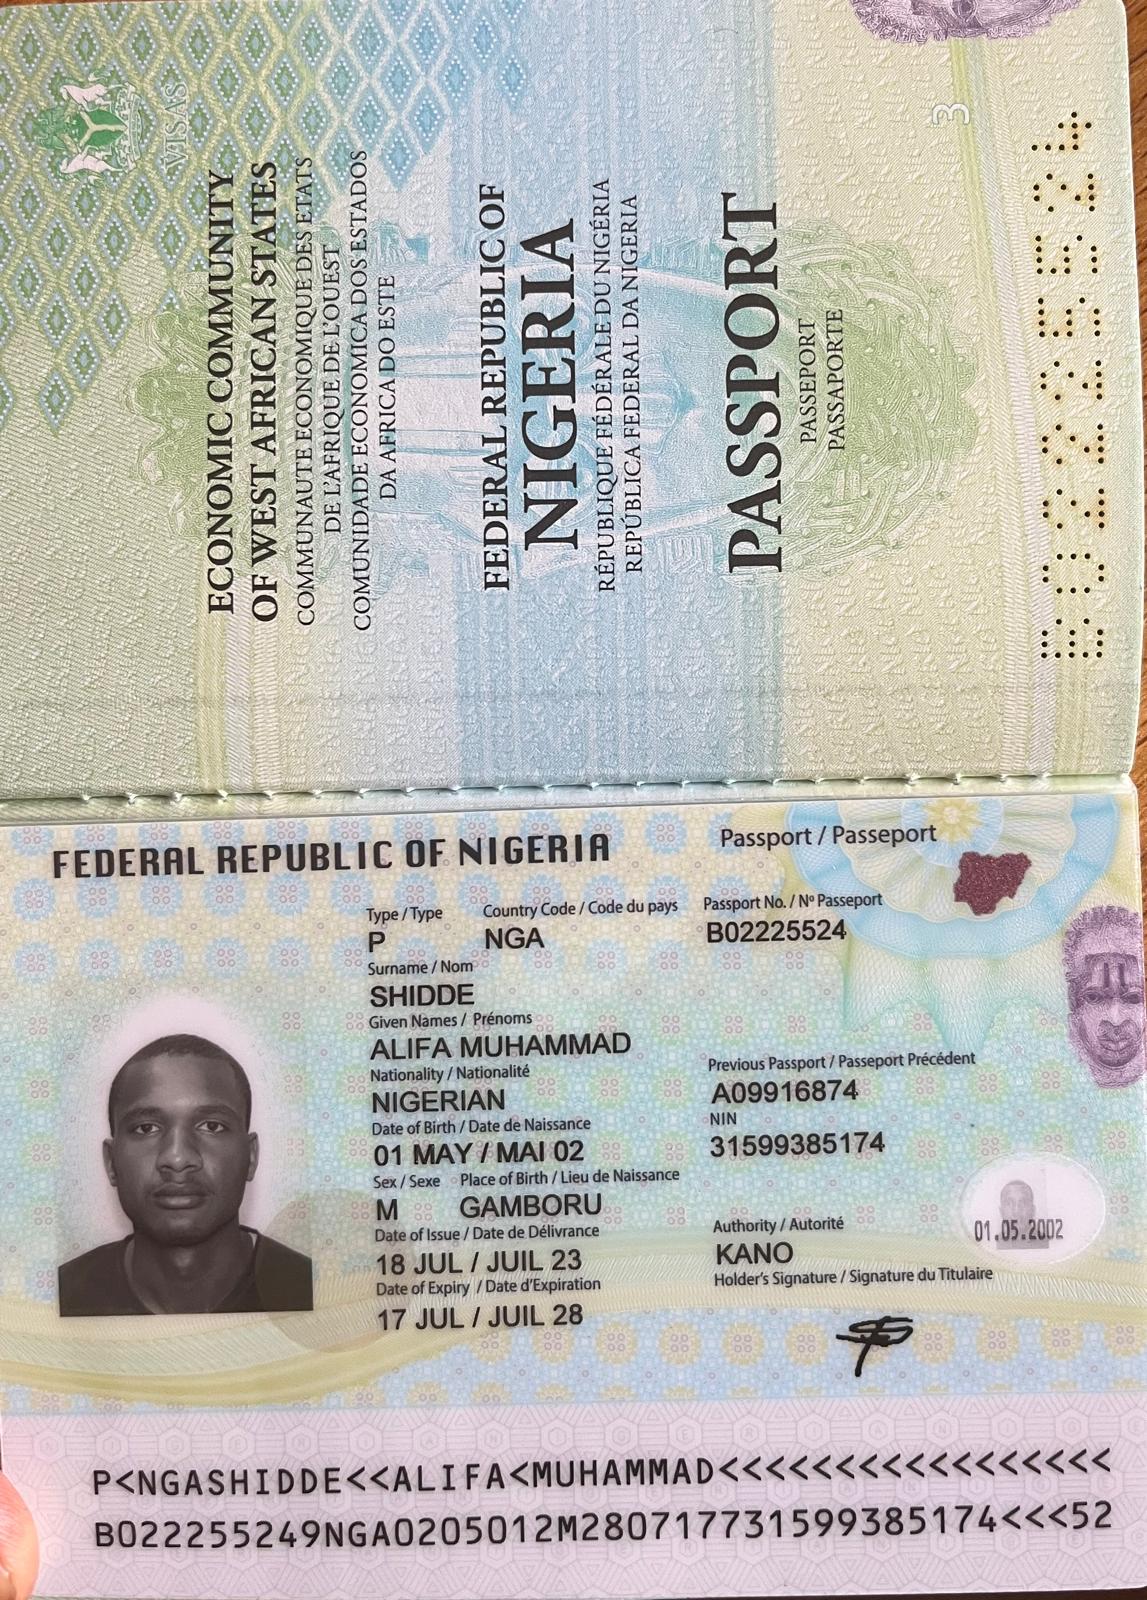 VISAS
ECONOMIC COMMUNITY
OF WEST AFRICAN STATES
COMMUNAUTE ECONOMIQUE DES ETATS
DE L'AFRIQUE DE L'OUEST
COMUNIDADE ECONOMICA DOS ESTADOS
DA AFRICA DO ESTE
FEDERAL REPUBLIC OF
NIGERIA
RÉPUBLIQUE FÉDÉRALE DU NIGÉRIA
REPÚBLICA FEDERAL DA NIGERIA
PASSPORT
PASSEPORT
PASSAPORTE
3
B02225524
FEDERAL REPUBLIC OF NIGERIA
Passport / Passeport
Type / Type Country Code / Code du pays Passport No. / Nº Passeport
P NGA B02225524
Surname / Nom
SHIDDE
Given Names / Prénoms
ALIFA MUHAMMAD
Nationality / Nationalité Previous Passport / Passeport Précédent
NIGERIAN A09916874
Date of Birth / Date de Naissance NIN
01 MAY / MAI 02 31599385174
Sex / Sexe Place of Birth / Lieu de Naissance
M GAMBORU
01.05.2002
Date of Issue / Date de Délivrance Authority / Autorité
18 JUL / JUIL 23 KANO
Date of Expiry / Date d'Expiration Holder's Signature / Signature du Titulaire
17 JUL / JUIL 28
P<NGASHIDDE<<ALIFA<MUHAMMAD<<<<<<<<<<<<<<<<<
B022255249NGA0205012M280717731599385174<<<52